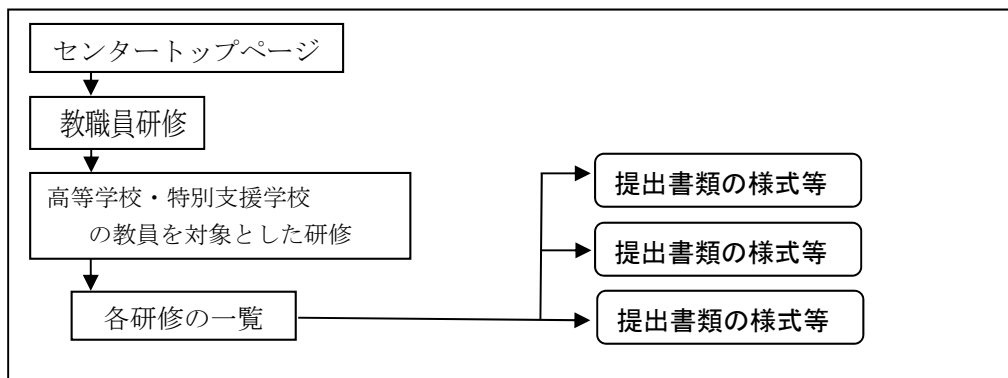 センタートップページ
教職員研修
高等学校・特別支援学校
の教員を対象とした研修
各研修の一覧
提出書類の様式等
提出書類の様式等
提出書類の様式等